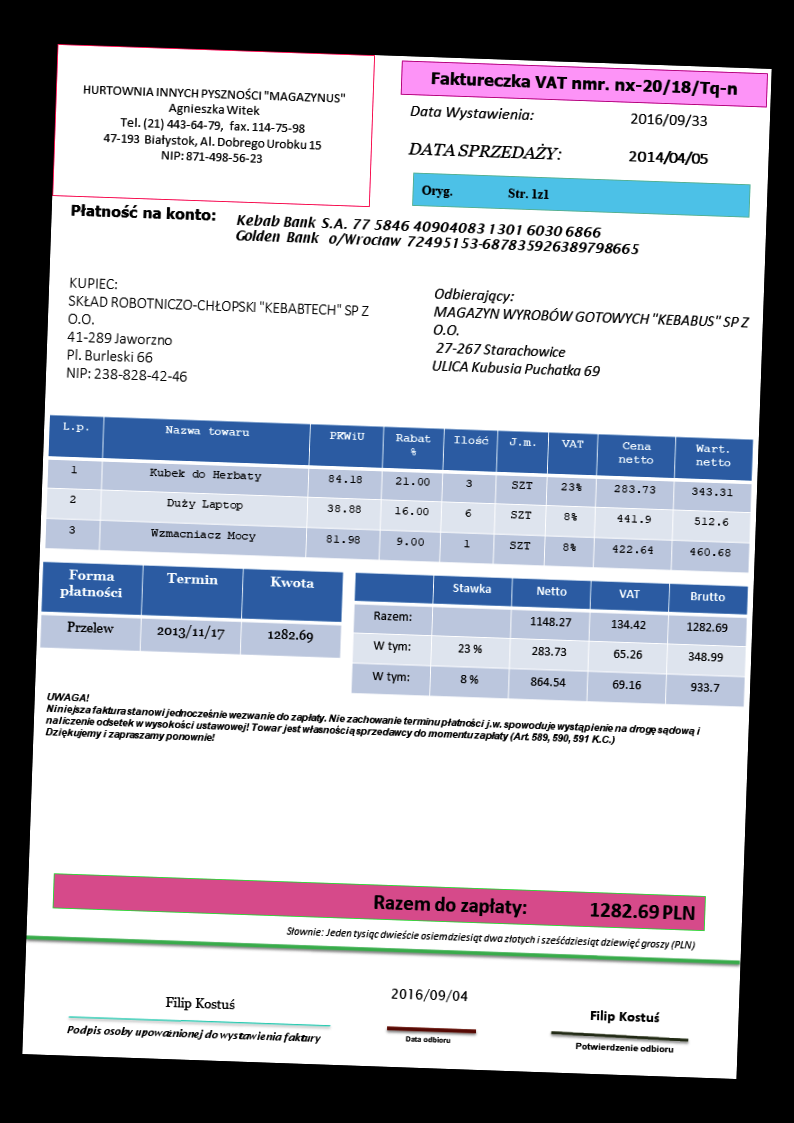 HURTOWNIA INNYCH PYSZNOŚCI "MAGAZYNUS"
Agnieszka Witek
Tel. (21) 443-64-79, fax. 114-75-98
47-193 Białystok, Al. Dobrego Urobku 15
NIP: 871-498-56-23
Faktureczka VAT nmr. nx-20/18/Tq-n
Data Wystawienia: 2016/09/33
DATA SPRZEDAŻY: 2014/04/05
Oryg. Str. 1z1
Płatność na konto:
Kebab Bank S.A. 77 5846 40904083 1301 6030 6866
Golden Bank o/Wrocław 72495153-687835926389798665
KUPIEC:
SKŁAD ROBOTNICZO-CHŁOPSKI "KEBABTECH" SP Z
O.O.
41-289 Jaworzno
Pl. Burleski 66
NIP: 238-828-42-46
Odbierający:
MAGAZYN WYROBÓW GOTOWYCH "KEBABUS" SP Z
O.O.
27-267 Starachowice
ULICA Kubusia Puchatka 69
L.p. Nazwa towaru PKWiU Rabat % Ilość J.m. VAT Cena netto Wart. netto
1 Kubek do Herbaty 84.18 21.00 3 SZT 23% 283.73 343.31
2 Duży Laptop 38.88 16.00 6 SZT 8% 441.9 512.6
3 Wzmacniacz Mocy 81.98 9.00 1 SZT 8% 422.64 460.68
Forma płatności Termin Kwota
Przelew 2013/11/17 1282.69
Stawka Netto VAT Brutto
Razem: 1148.27 134.42 1282.69
W tym: 23 % 283.73 65.26 348.99
W tym: 8 % 864.54 69.16 933.7
UWAGA!
Niniejsza faktura stanowi jednocześnie wezwanie do zapłaty. Nie zachowanie terminu płatności j.w. spowoduje wystąpienie na drogę sądową i
naliczenie odsetek w wysokości ustawowej! Towar jest własnością sprzedawcy do momentu zapłaty (Art. 589, 590, 591 K.C.)
Dziękujemy i zapraszamy ponownie!
Razem do zapłaty: 1282.69 PLN
Słownie: Jeden tysiąc dwieście osiemdziesiąt dwa złotych i sześćdziesiąt dziewięć groszy (PLN)
Filip Kostuś
Podpis osoby upoważnionej do wystawienia faktury
2016/09/04
Data odbioru
Filip Kostuś
Potwierdzenie odbioru